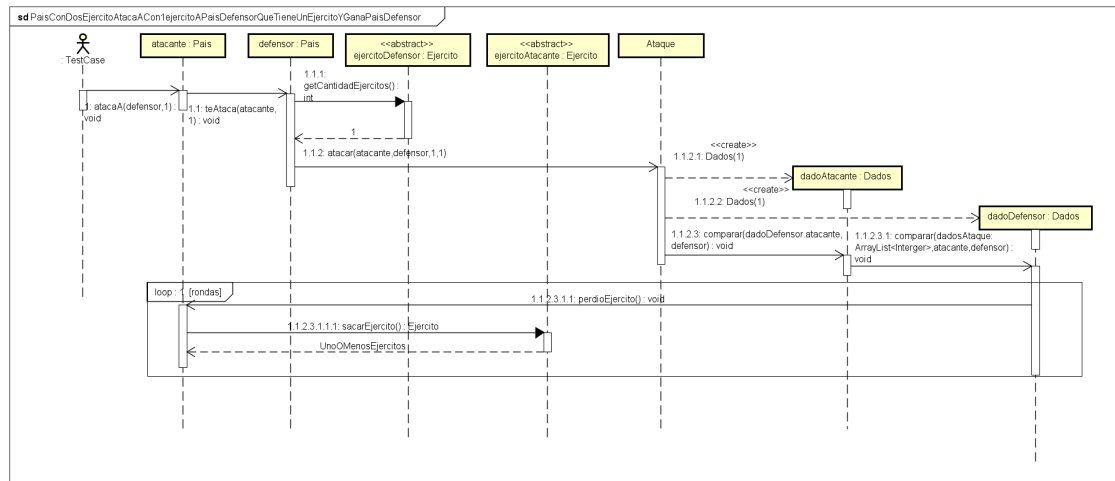 sd PaisConDosEjercitoAtacaACon1ejercitoAPaisDefensorQueTieneUnEjercitoYGanaPaisDefensor
: TestCase
atacante : Pais
defensor : Pais
<<abstract>>
ejercitoDefensor : Ejercito
<<abstract>>
ejercitoAtacante : Ejercito
Ataque
1: atacaA(defensor,1) :
void
1.1: teAtaca(atacante,
1) : void
1.1.1:
getCantidadEjercitos() :
int
1
1.1.2: atacar(atacante,defensor,1,1)
<<create>>
1.1.2.1: Dados(1)
dadoAtacante : Dados
<<create>>
1.1.2.2: Dados(1)
dadoDefensor : Dados
1.1.2.3: comparar(dadoDefensor.atacante,
defensor) : void
1.1.2.3.1: comparar(dadosAtaque:
ArrayList<Interger>,atacante,defensor) :
void
loop : 1 [rondas]
1.1.2.3.1.1: perdioEjercito() : void
1.1.2.3.1.1.1: sacarEjercito() : Ejercito
UnoOMenosEjercitos